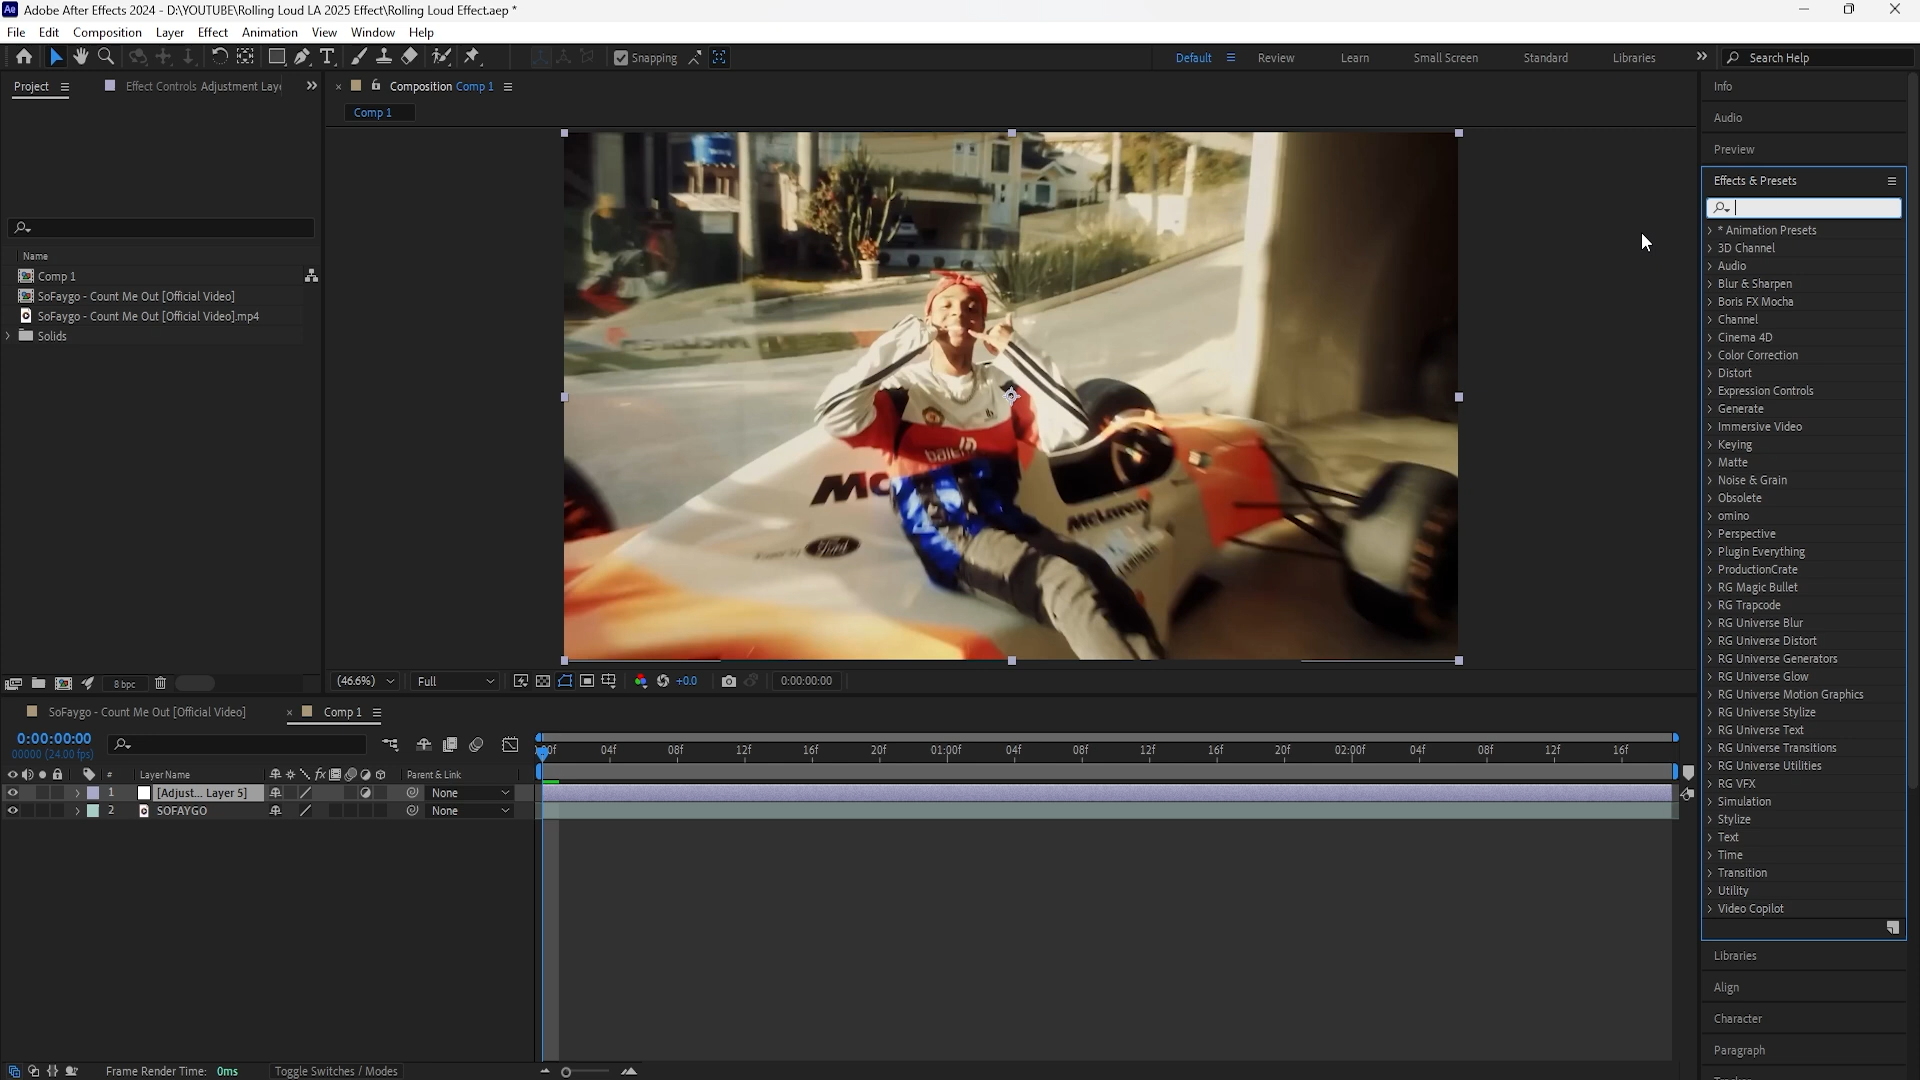 Adobe After Effects 2024 - D:\YOUTUBE\Rolling Loud LA 2025 Effect\Rolling Loud Effect.aep *
File Edit Composition Layer Effect Animation View Window Help
Snapping
Default Review Learn Small Screen Standard Libraries Search Help
Project Effect Controls Adjustment Lay
Composition Comp 1
Comp 1
Name
Comp 1
SoFaygo - Count Me Out [Official Video]
SoFaygo - Count Me Out [Official Video].mp4
Solids
McLaren
Ford
8 bpc
(46.6%) Full +0.0 0:00:00:00
Info
Audio
Preview
Effects & Presets
* Animation Presets
3D Channel
Audio
Blur & Sharpen
Boris FX Mocha
Channel
Cinema 4D
Color Correction
Distort
Expression Controls
Generate
Immersive Video
Keying
Matte
Noise & Grain
Obsolete
omino
Perspective
Plugin Everything
ProductionCrate
RG Magic Bullet
RG Trapcode
RG Universe Blur
RG Universe Distort
RG Universe Generators
RG Universe Glow
RG Universe Motion Graphics
RG Universe Stylize
RG Universe Text
RG Universe Transitions
RG Universe Utilities
RG VFX
Simulation
Stylize
Text
Time
Transition
Utility
Video Copilot
Libraries
Align
Character
Paragraph
SoFaygo - Count Me Out [Official Video] Comp 1
0:00:00:00
00000 (24.00 fps)
04f 08f 12f 16f 20f 01:00f 04f 08f 12f 16f 20f 02:00f 04f 08f 12f 16f
# Layer Name Parent & Link
1 [Adjust... Layer 5] None
2 SOFAYGO None
Frame Render Time: 0ms Toggle Switches / Modes